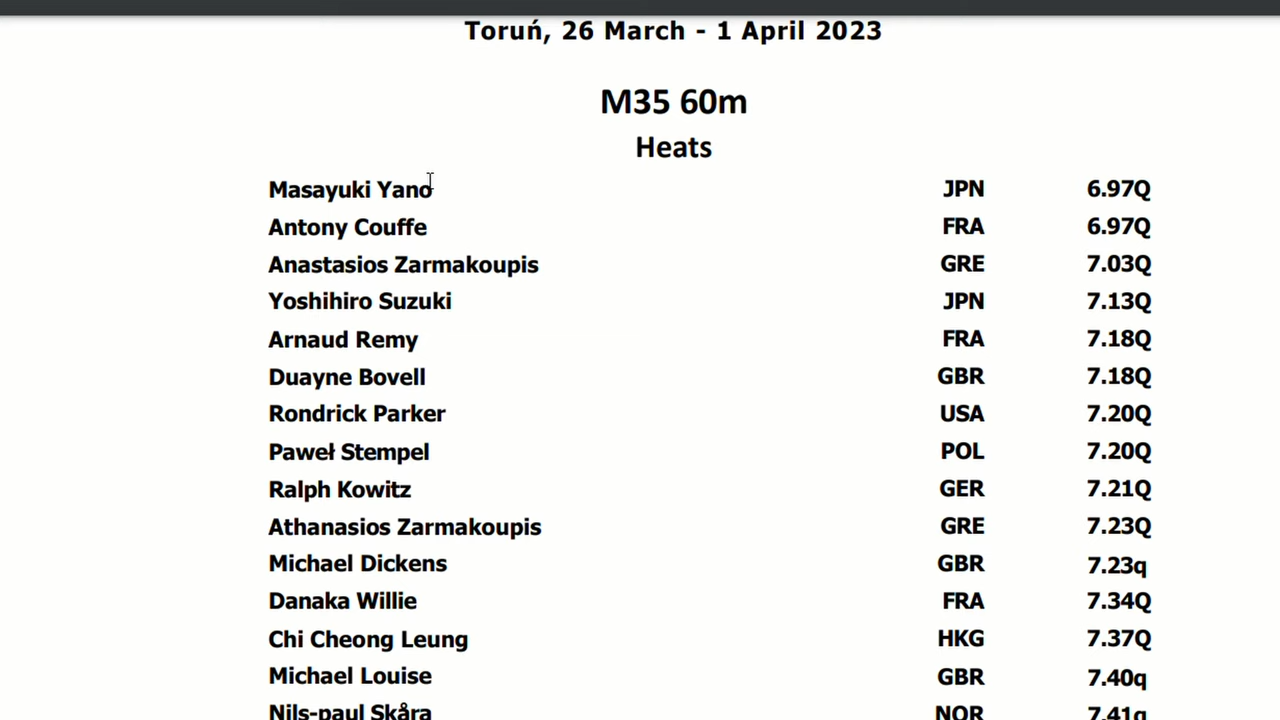 Toruń, 26 March - 1 April 2023
M35 60m
Heats
Masayuki Yano JPN 6.97Q
Antony Couffe FRA 6.97Q
Anastasios Zarmakoupis GRE 7.03Q
Yoshihiro Suzuki JPN 7.13Q
Arnaud Remy FRA 7.18Q
Duayne Bovell GBR 7.18Q
Rondrick Parker USA 7.20Q
Paweł Stempel POL 7.20Q
Ralph Kowitz GER 7.21Q
Athanasios Zarmakoupis GRE 7.23Q
Michael Dickens GBR 7.23q
Danaka Willie FRA 7.34Q
Chi Cheong Leung HKG 7.37Q
Michael Louise GBR 7.40q
Nils-paul Skåra NOR 7.41q